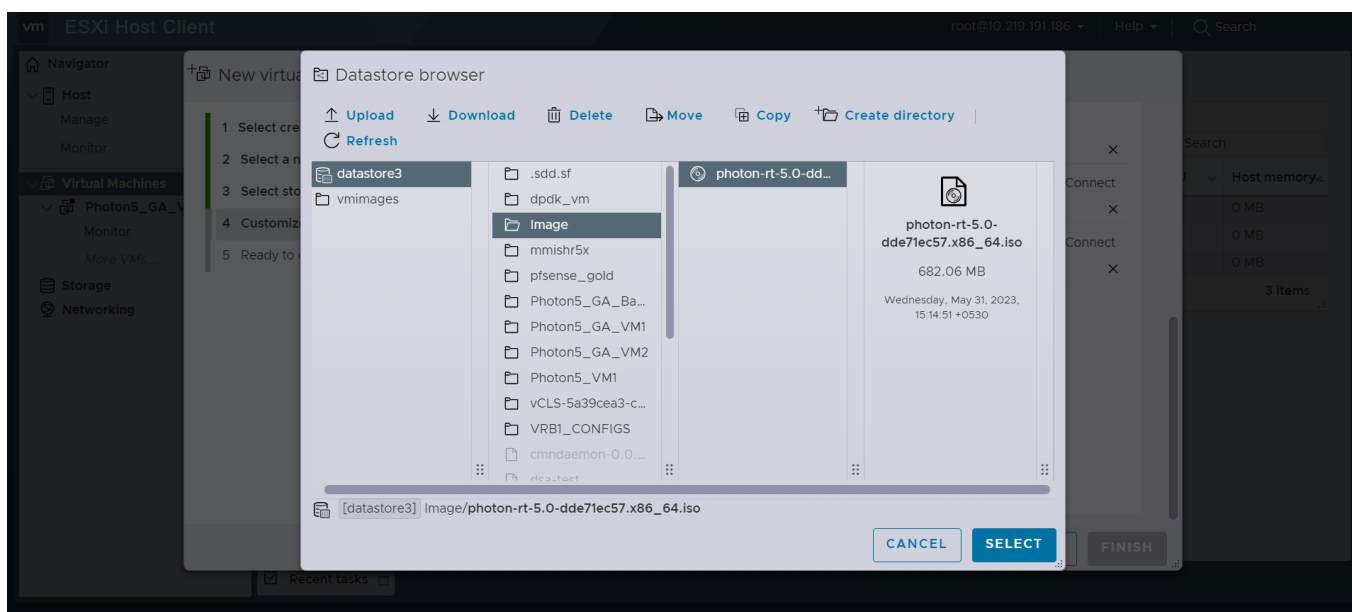 vm ESXi Host Client root@10.219.191.186 Help Search
Navigator
Host
Manage
Monitor
Virtual Machines
Photon5_GA_V
Monitor
More VMs...
Storage
Networking
New virtua
1 Select cre
2 Select a n
3 Select sto
4 Customiz
5 Ready to
Datastore browser
Upload Download Delete Move Copy Create directory
Refresh
datastore3
vmimages
.sdd.sf
dpdk_vm
Image
mmishr5x
pfsense_gold
Photon5_GA_Ba...
Photon5_GA_VM1
Photon5_GA_VM2
Photon5_VM1
vCLS-5a39cea3-c...
VRB1_CONFIGS
cmndaemon-0.0....
dsa-test
photon-rt-5.0-dd...
photon-rt-5.0-
dde71ec57.x86_64.iso
682.06 MB
Wednesday, May 31, 2023,
15:14:51 +0530
[datastore3] Image/photon-rt-5.0-dde71ec57.x86_64.iso
CANCEL SELECT
Connect
Connect
FINISH
Search
Host memory
0 MB
0 MB
0 MB
3 items
Recent tasks